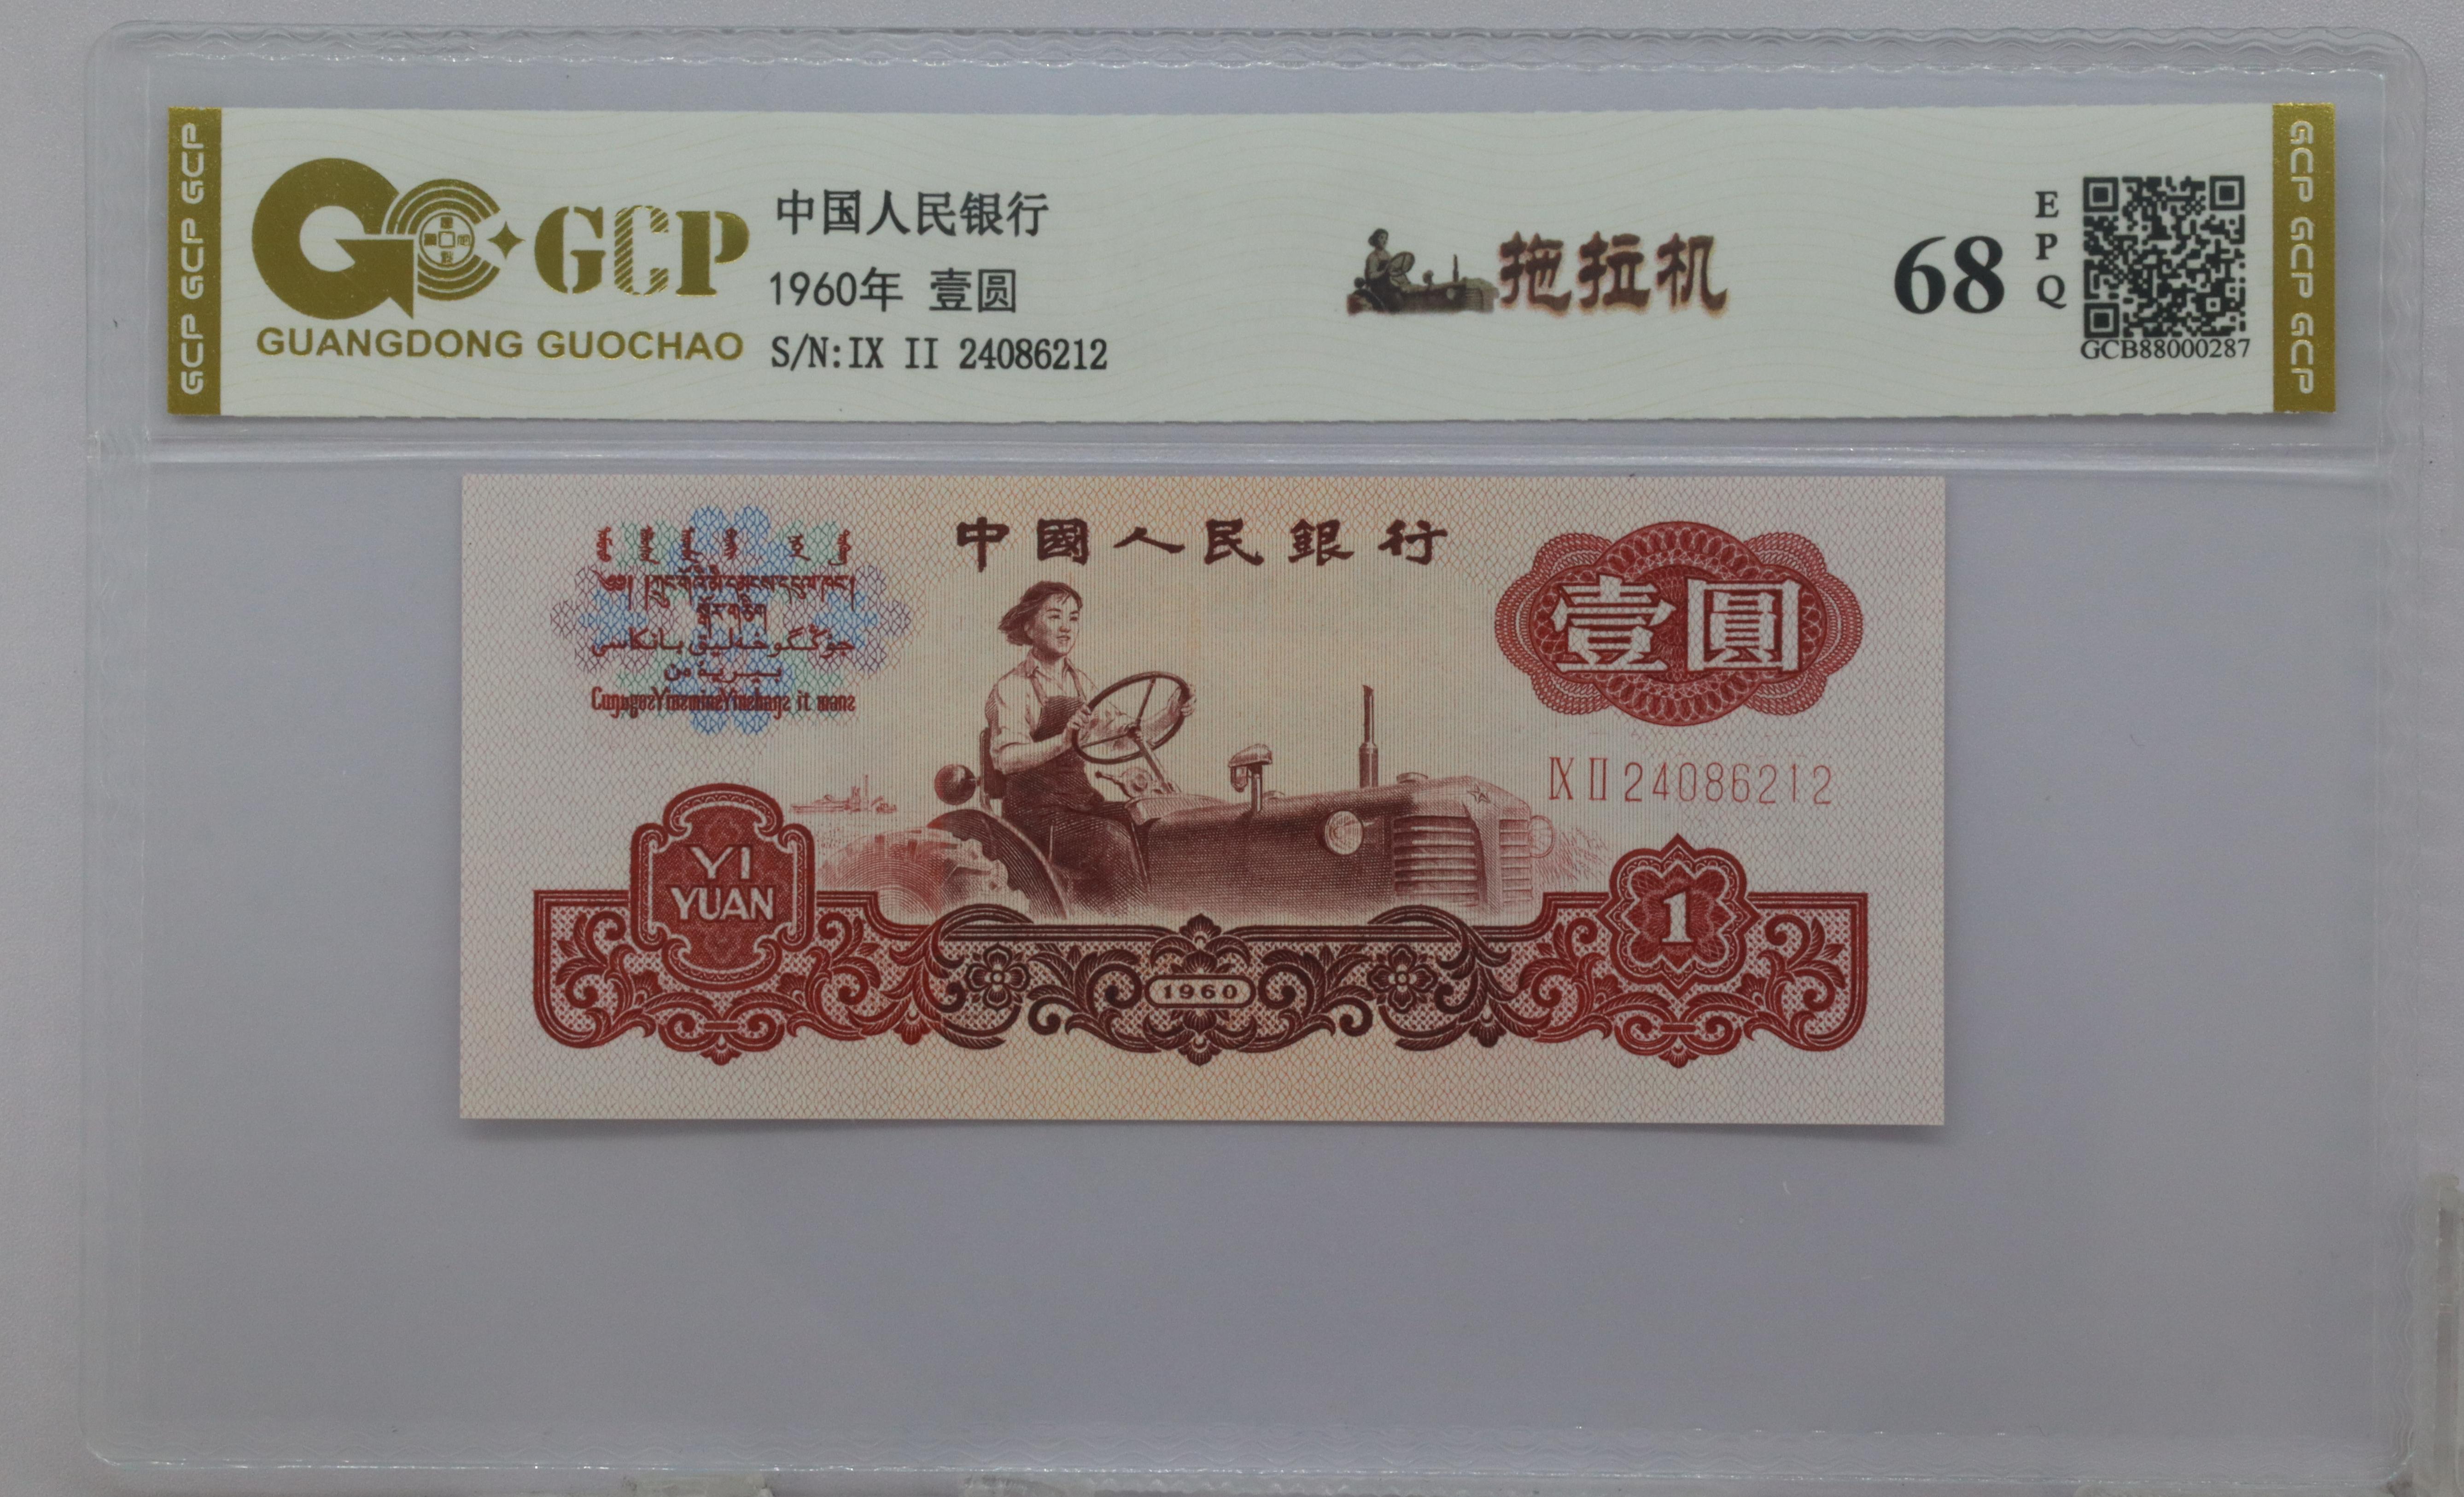 GCP GCP GCP
GCP
GUANGDONG GUOCHAO
中国人民银行
1960年 壹圆
S/N:IX II 24086212
拖拉机
68
EPQ
GCB88000287
GCP GCP GCP
中國人民銀行
壹圓
IX II 24086212
YI
YUAN
1960
1